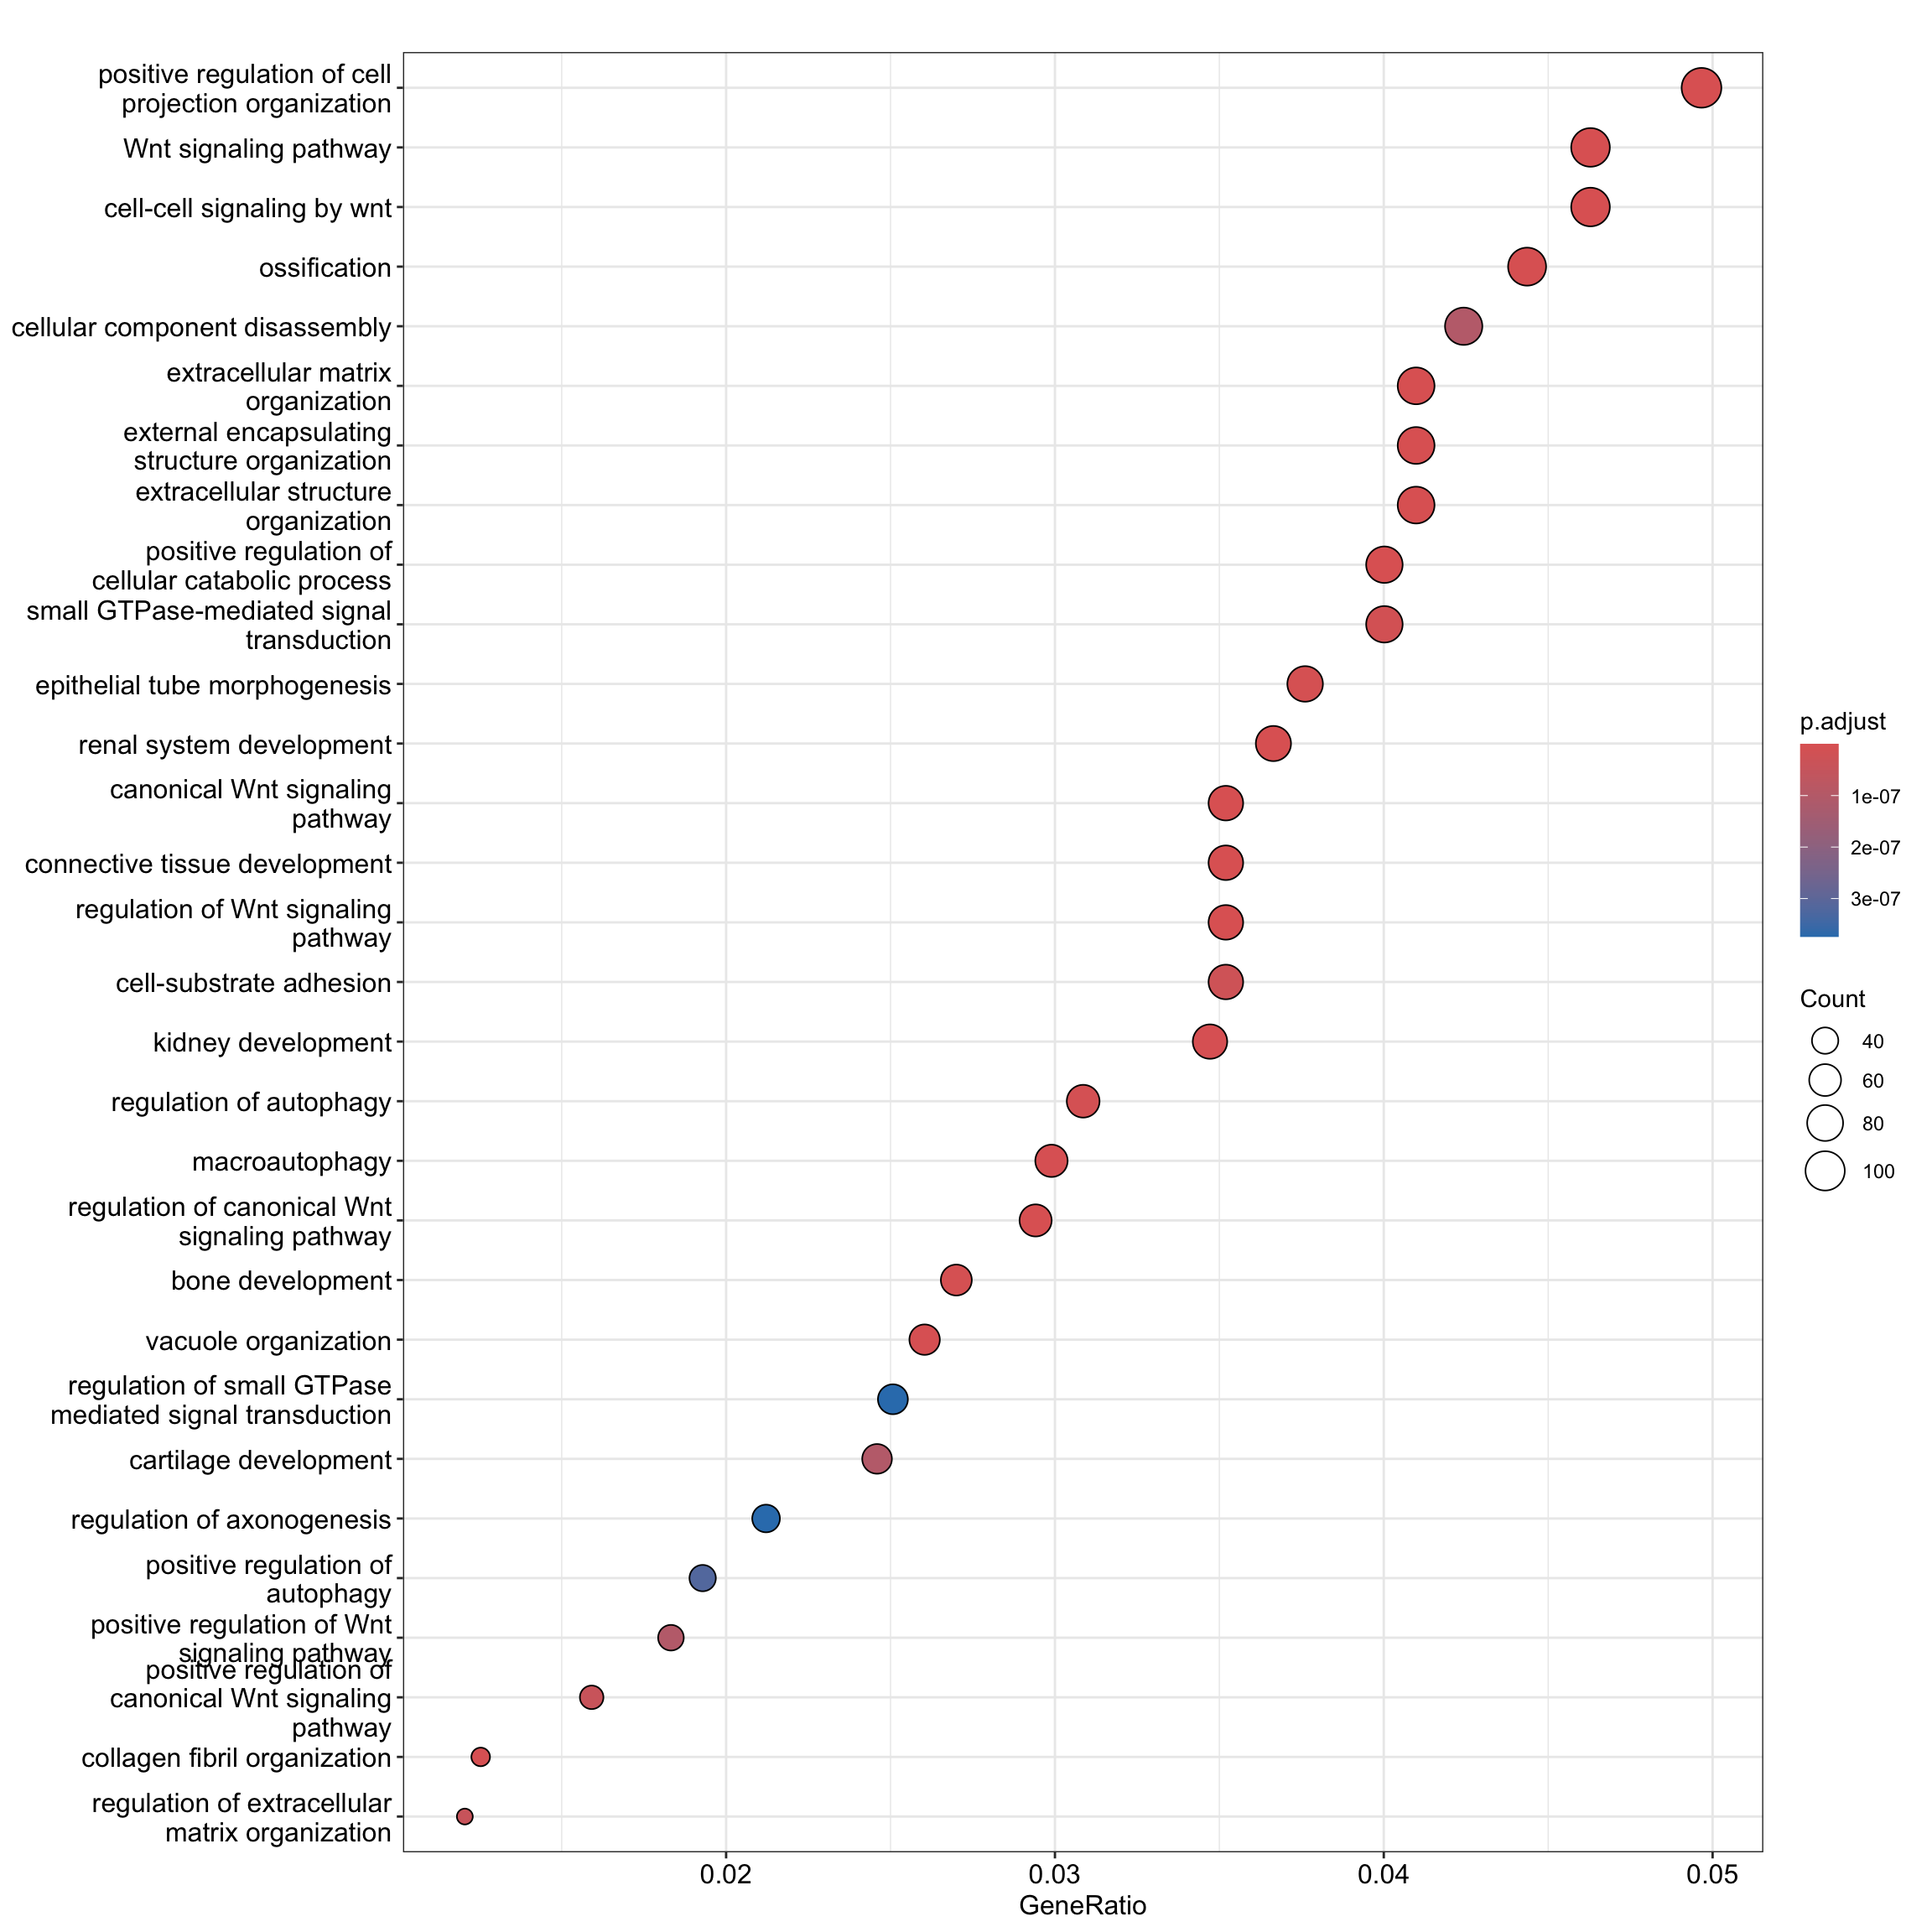 positive regulation of cell
projection organization
Wnt signaling pathway
cell-cell signaling by wnt
ossification
cellular component disassembly
extracellular matrix
organization
external encapsulating
structure organization
extracellular structure
organization
positive regulation of
cellular catabolic process
small GTPase-mediated signal
transduction
epithelial tube morphogenesis
renal system development
canonical Wnt signaling
pathway
connective tissue development
regulation of Wnt signaling
pathway
cell-substrate adhesion
kidney development
regulation of autophagy
macroautophagy
regulation of canonical Wnt
signaling pathway
bone development
vacuole organization
regulation of small GTPase
mediated signal transduction
cartilage development
regulation of axonogenesis
positive regulation of
autophagy
positive regulation of Wnt
signaling pathway
positive regulation of
canonical Wnt signaling
pathway
collagen fibril organization
regulation of extracellular
matrix organization
0.02
0.03
0.04
0.05
GeneRatio
p.adjust
1e-07
2e-07
3e-07
Count
40
60
80
100